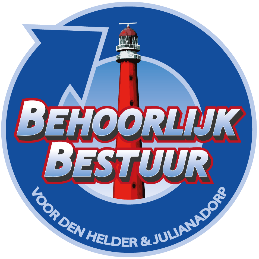 BEHOORLIJK
BESTUUR
VOOR DEN HELDER & JULIANADORP